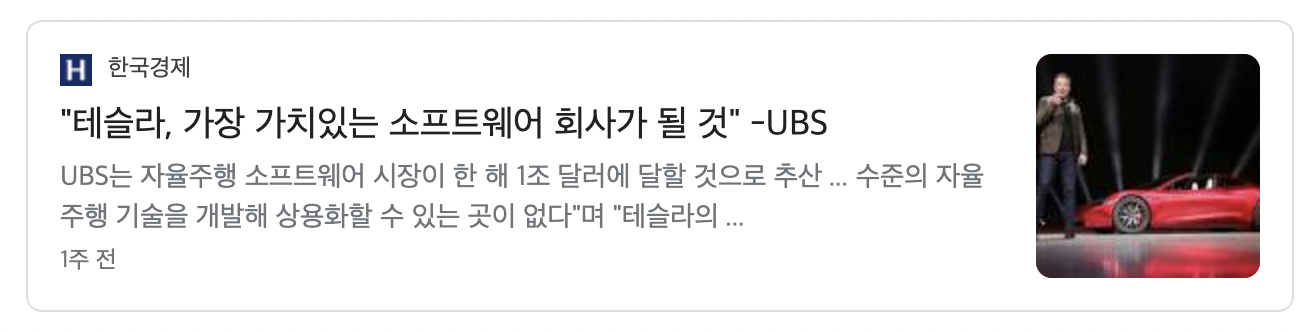 H 한국경제
"테슬라, 가장 가치있는 소프트웨어 회사가 될 것" -UBS
UBS는 자율주행 소프트웨어 시장이 한 해 1조 달러에 달할 것으로 추산 ... 수준의 자율
주행 기술을 개발해 상용화할 수 있는 곳이 없다"며 "테슬라의 ...
1주 전